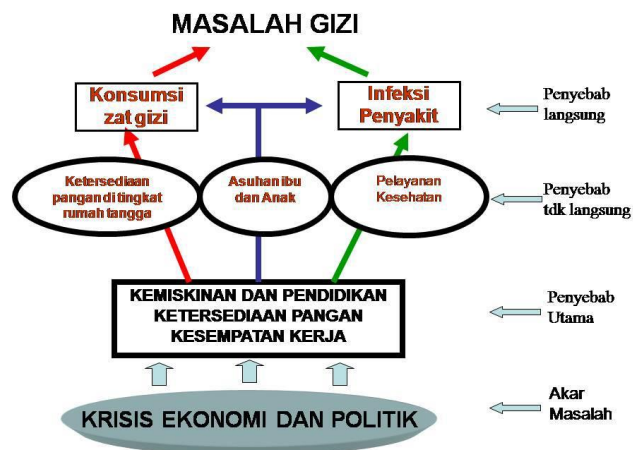 MASALAH GIZI
Konsumsi
zat gizi
Infeksi
Penyakit
Penyebab
langsung
Ketersediaan
pangan di tingkat
rumah tangga
Asuhan ibu
dan Anak
Pelayanan
Kesehatan
Penyebab
tdk langsung
KEMISKINAN DAN PENDIDIKAN
KETERSEDIAAN PANGAN
KESEMPATAN KERJA
Penyebab
Utama
KRISIS EKONOMI DAN POLITIK
Akar
Masalah